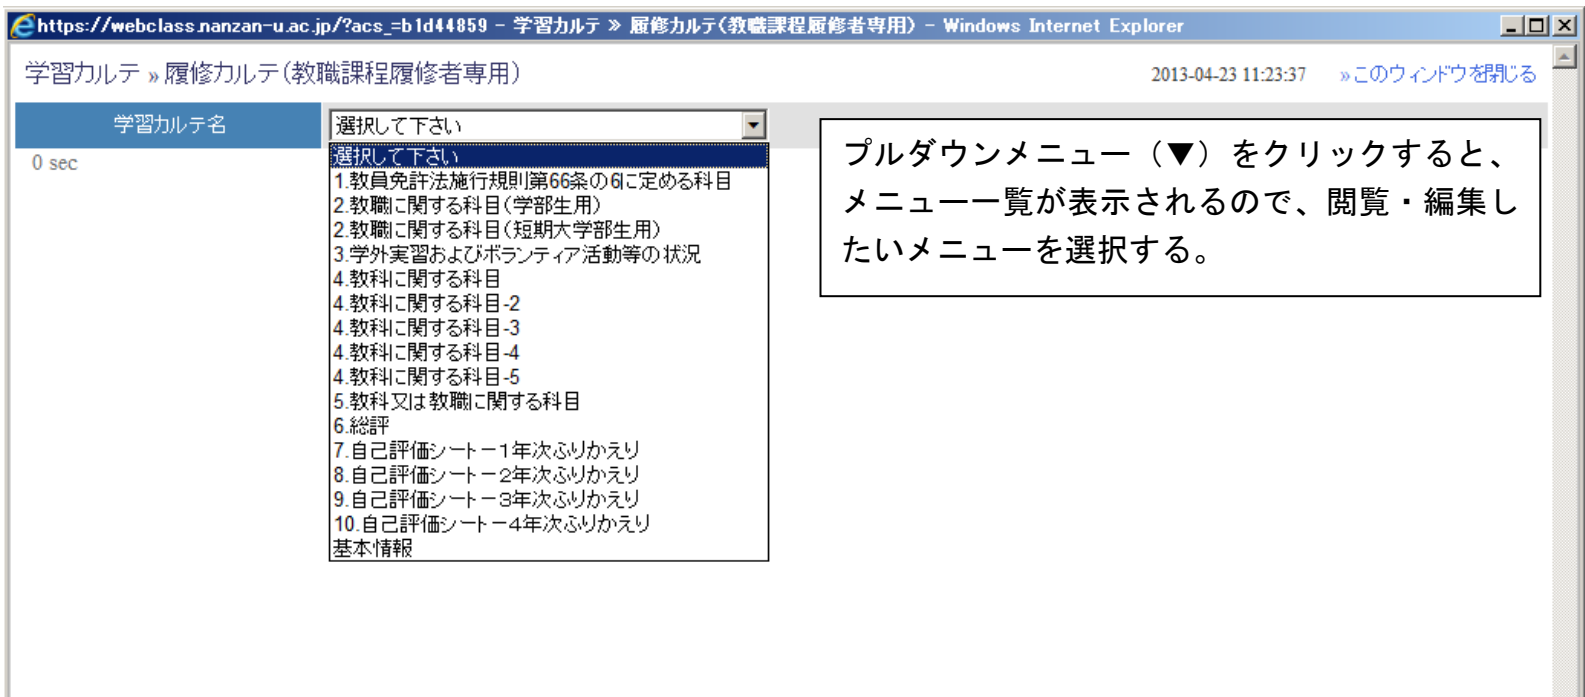 https://webclass.nanzan-u.ac.jp/?acs_=b1d44859 - 学習カルテ » 履修カルテ(教職課程履修者専用) - Windows Internet Explorer
学習カルテ » 履修カルテ(教職課程履修者専用)
2013-04-23 11:23:37 »このウィンドウを閉じる
学習カルテ名
選択して下さい
0 sec
選択して下さい
1.教員免許法施行規則第66条の6に定める科目
2.教職に関する科目(学部生用)
2.教職に関する科目(短期大学部生用)
3.学外実習およびボランティア活動等の状況
4.教科に関する科目
4.教科に関する科目-2
4.教科に関する科目-3
4.教科に関する科目-4
4.教科に関する科目-5
5.教科又は教職に関する科目
6.総評
7.自己評価シートー1年次ふりかえり
8.自己評価シートー2年次ふりかえり
9.自己評価シートー3年次ふりかえり
10.自己評価シートー4年次ふりかえり
基本情報
プルダウンメニュー（▼）をクリックすると、
メニュー一覧が表示されるので、閲覧・編集し
たいメニューを選択する。